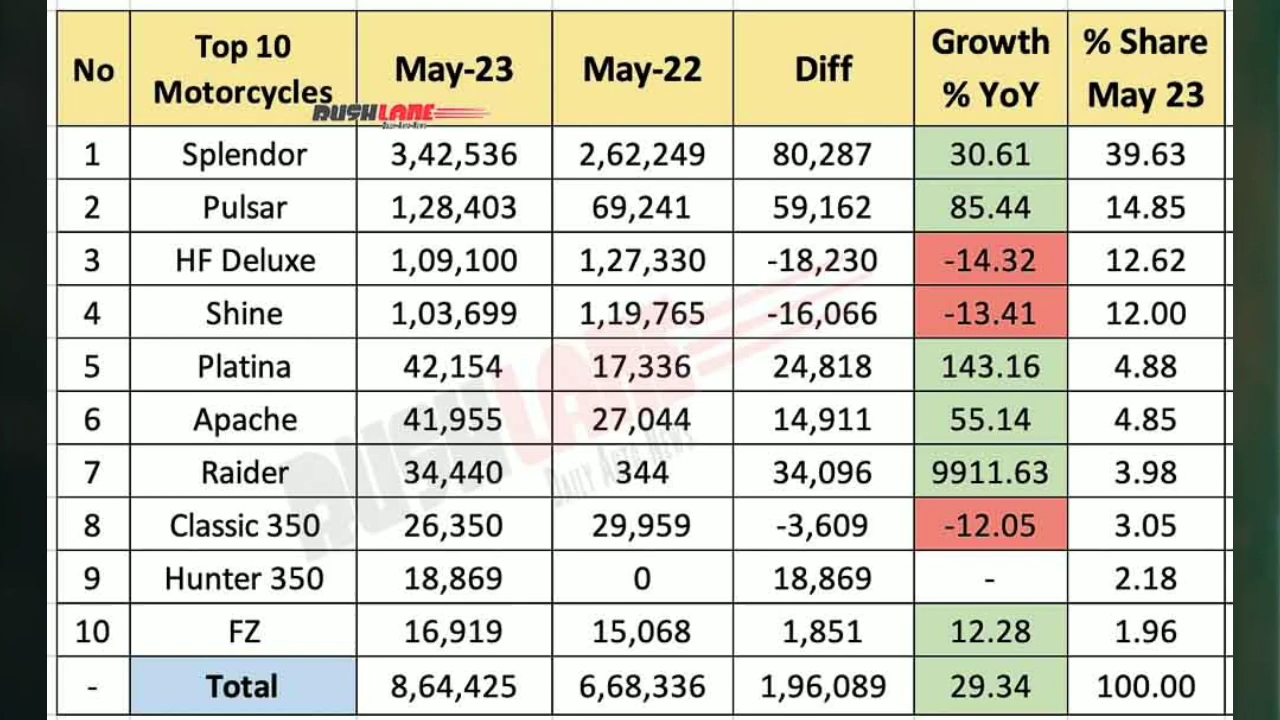 No Top 10 Motorcycles May-23 May-22 Diff Growth % YoY % Share May 23
RUSHLANE
1 Splendor 3,42,536 2,62,249 80,287 30.61 39.63
2 Pulsar 1,28,403 69,241 59,162 85.44 14.85
3 HF Deluxe 1,09,100 1,27,330 -18,230 -14.32 12.62
4 Shine 1,03,699 1,19,765 -16,066 -13.41 12.00
5 Platina 42,154 17,336 24,818 143.16 4.88
6 Apache 41,955 27,044 14,911 55.14 4.85
7 Raider 34,440 344 34,096 9911.63 3.98
8 Classic 350 26,350 29,959 -3,609 -12.05 3.05
9 Hunter 350 18,869 0 18,869 - 2.18
10 FZ 16,919 15,068 1,851 12.28 1.96
- Total 8,64,425 6,68,336 1,96,089 29.34 100.00
RUSHLANE
DAILY AUTO NEWS